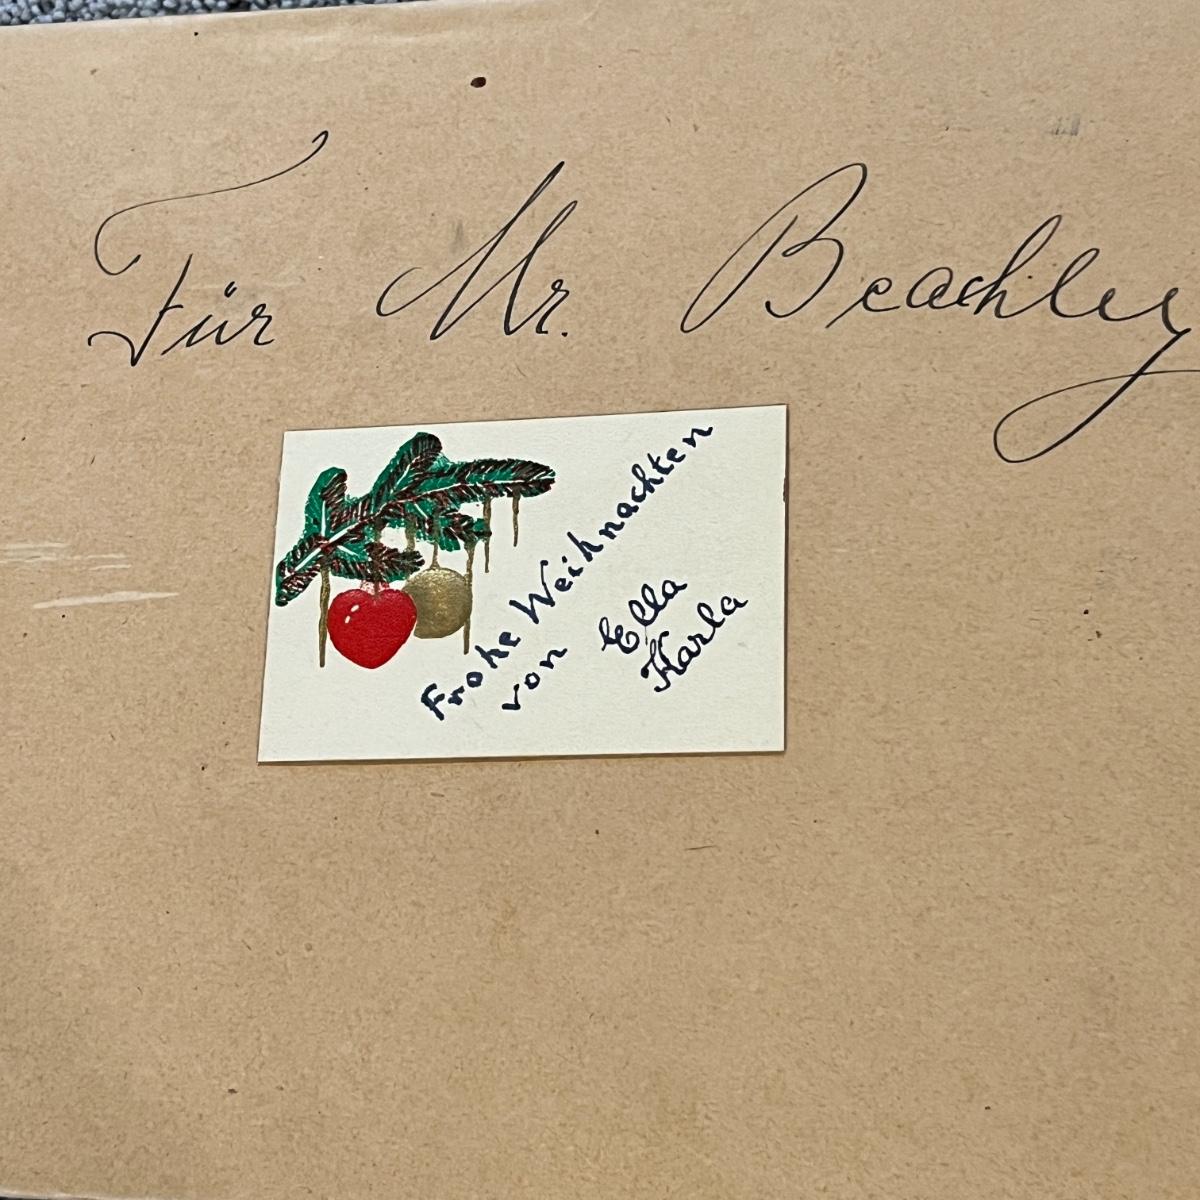 Für Mr. Beachley
Frohe Weihnachten
von Ella
Karla